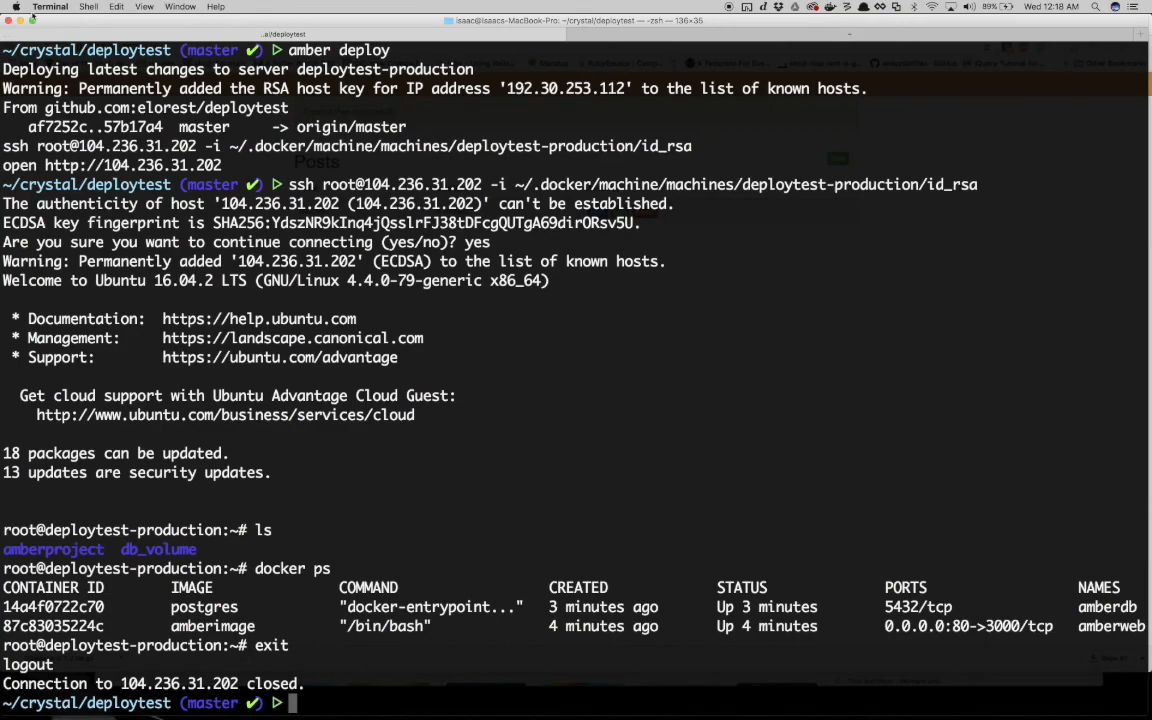 Terminal Shell Edit View Window Help 89% Wed 12:18 AM
isaac@Isaacs-MacBook-Pro: ~/crystal/deploytest — -zsh — 136×35
..al/deploytest
~/crystal/deploytest (master ✔) ▷ amber deploy
Deploying latest changes to server deploytest-production
Warning: Permanently added the RSA host key for IP address '192.30.253.112' to the list of known hosts.
From github.com:elorest/deploytest
af7252c..57b17a4 master -> origin/master
ssh root@104.236.31.202 -i ~/.docker/machine/machines/deploytest-production/id_rsa
open http://104.236.31.202
Posts
~/crystal/deploytest (master ✔) ▷ ssh root@104.236.31.202 -i ~/.docker/machine/machines/deploytest-production/id_rsa
The authenticity of host '104.236.31.202 (104.236.31.202)' can't be established.
ECDSA key fingerprint is SHA256:YdszNR9kInq4jQsslrFJ38tDFcgQUTgA69dirORsv5U.
Are you sure you want to continue connecting (yes/no)? yes
Warning: Permanently added '104.236.31.202' (ECDSA) to the list of known hosts.
Welcome to Ubuntu 16.04.2 LTS (GNU/Linux 4.4.0-79-generic x86_64)
* Documentation: https://help.ubuntu.com
* Management: https://landscape.canonical.com
* Support: https://ubuntu.com/advantage
Get cloud support with Ubuntu Advantage Cloud Guest:
http://www.ubuntu.com/business/services/cloud
18 packages can be updated.
13 updates are security updates.
root@deploytest-production:~# ls
amberproject db_volume
root@deploytest-production:~# docker ps
CONTAINER ID IMAGE COMMAND CREATED STATUS PORTS NAMES
14a4f0722c70 postgres "docker-entrypoint..." 3 minutes ago Up 3 minutes 5432/tcp amberdb
87c83035224c amberimage "/bin/bash" 4 minutes ago Up 4 minutes 0.0.0.0:80->3000/tcp amberweb
root@deploytest-production:~# exit
logout
Connection to 104.236.31.202 closed.
~/crystal/deploytest (master ✔) ▷